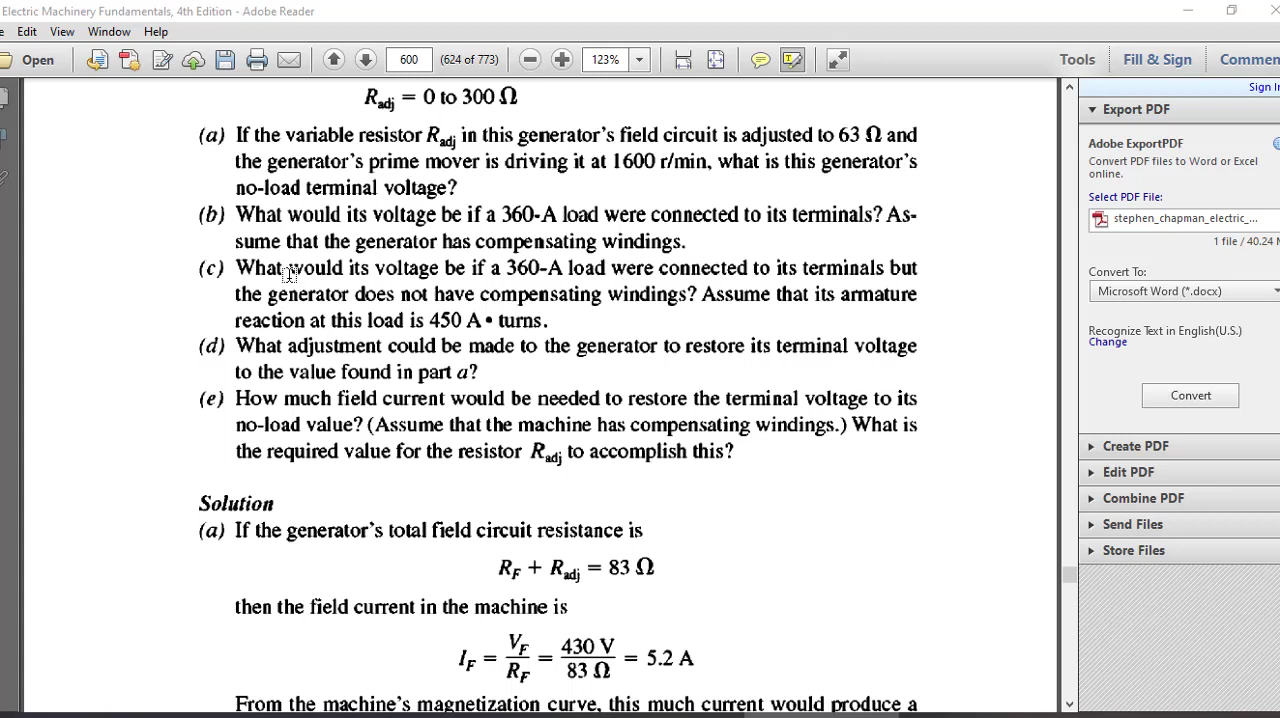 Electric Machinery Fundamentals, 4th Edition - Adobe Reader
Edit View Window Help
Open 600 (624 of 773) 123% Tools Fill & Sign
Sign
R_adj = 0 to 300 Ω
(a) If the variable resistor R_adj in this generator's field circuit is adjusted to 63 Ω and
the generator's prime mover is driving it at 1600 r/min, what is this generator's
no-load terminal voltage?
(b) What would its voltage be if a 360-A load were connected to its terminals? As-
sume that the generator has compensating windings.
(c) What would its voltage be if a 360-A load were connected to its terminals but
the generator does not have compensating windings? Assume that its armature
reaction at this load is 450 A • turns.
(d) What adjustment could be made to the generator to restore its terminal voltage
to the value found in part a?
(e) How much field current would be needed to restore the terminal voltage to its
no-load value? (Assume that the machine has compensating windings.) What is
the required value for the resistor R_adj to accomplish this?
Solution
(a) If the generator's total field circuit resistance is
R_F + R_adj = 83 Ω
then the field current in the machine is
I_F = V_F/R_F = 430 V/83 Ω = 5.2 A
From the machine's magnetization curve, this much current would produce a
Export PDF
Adobe ExportPDF
Convert PDF files to Word or Excel
online.
Select PDF File:
stephen_chapman_electric_...
1 file / 40.24
Convert To:
Microsoft Word (*.docx)
Recognize Text in English(U.S.)
Change
Convert
Create PDF
Edit PDF
Combine PDF
Send Files
Store Files